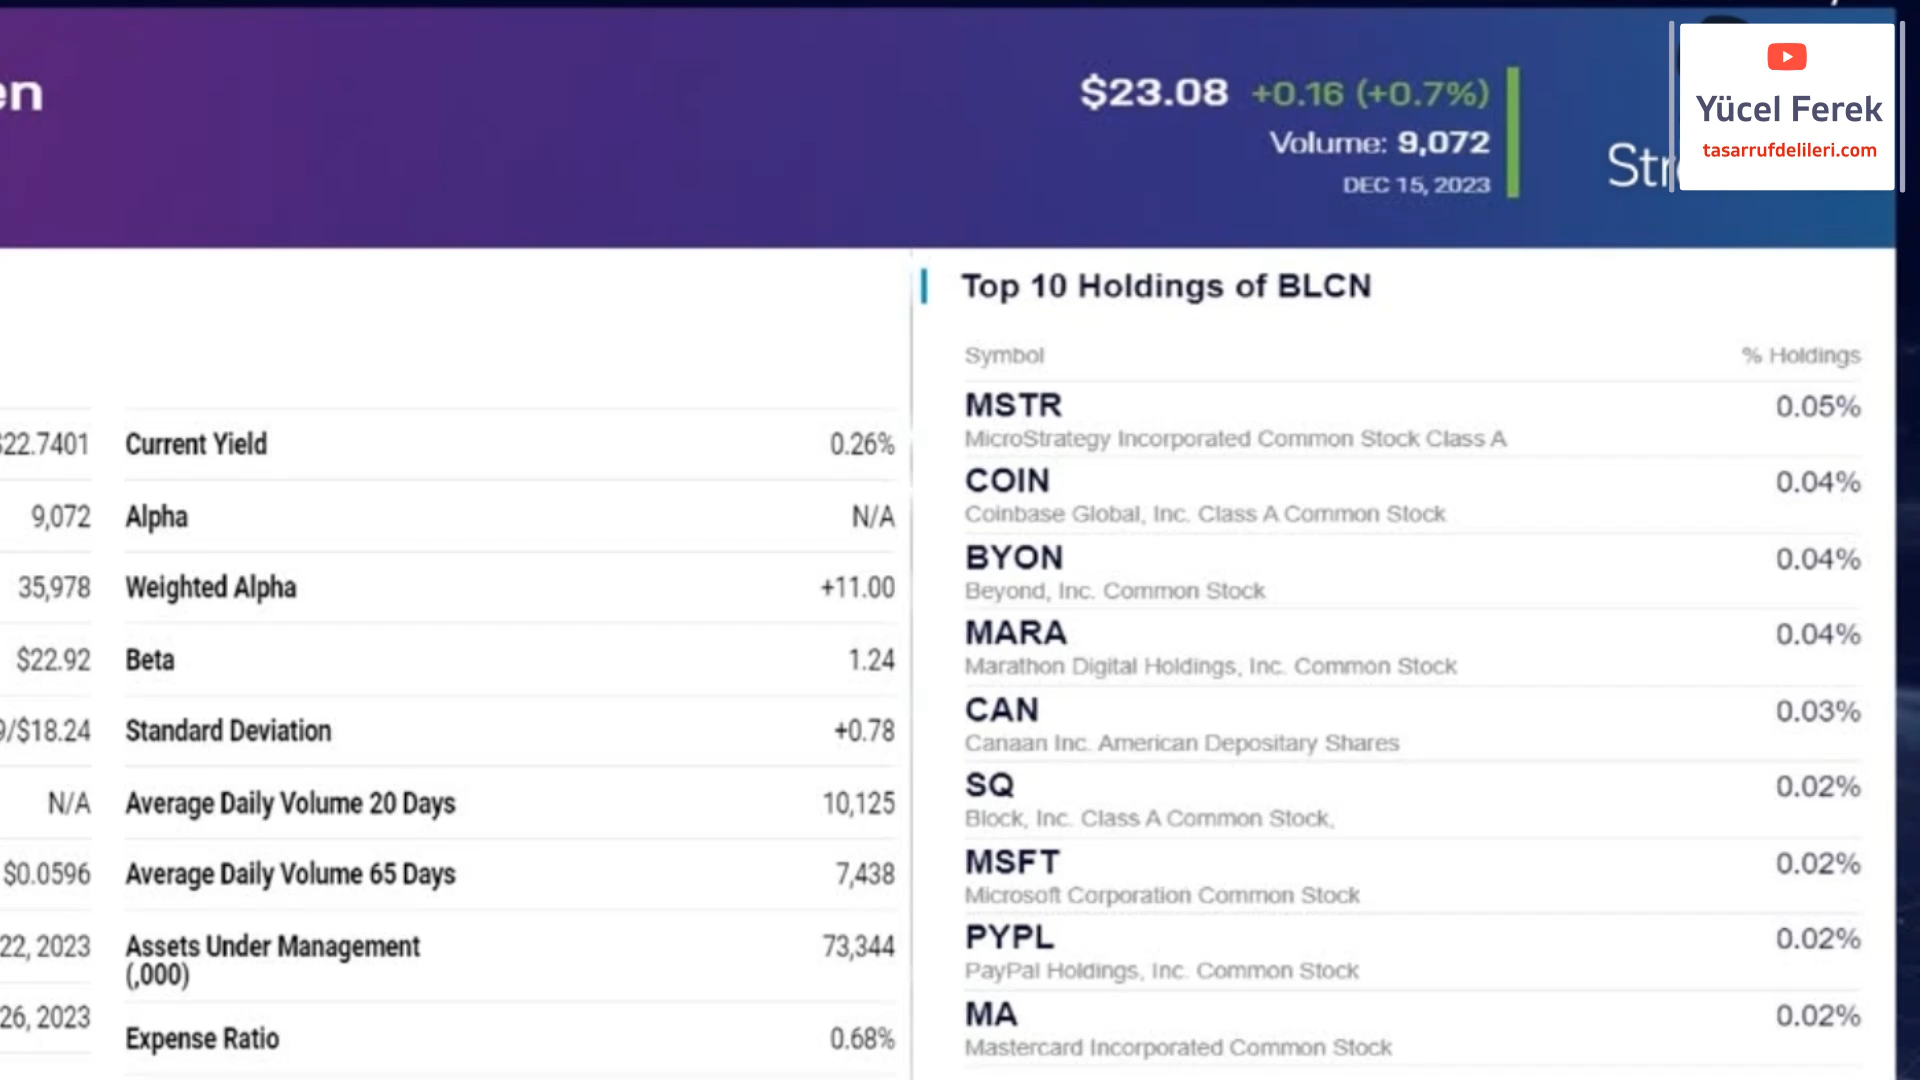 en
$23.08 +0.16 (+0.7%)
Volume: 9,072
DEC 15, 2023
Yücel Ferek
tasarrufdelileri.com
$22.7401
9,072
35,978
$22.92
/$18.24
N/A
$0.0596
22, 2023
26, 2023
Current Yield 0.26%
Alpha N/A
Weighted Alpha +11.00
Beta 1.24
Standard Deviation +0.78
Average Daily Volume 20 Days 10,125
Average Daily Volume 65 Days 7,438
Assets Under Management 73,344
(,000)
Expense Ratio 0.68%
Top 10 Holdings of BLCN
Symbol % Holdings
MSTR 0.05%
MicroStrategy Incorporated Common Stock Class A
COIN 0.04%
Coinbase Global, Inc. Class A Common Stock
BYON 0.04%
Beyond, Inc. Common Stock
MARA 0.04%
Marathon Digital Holdings, Inc. Common Stock
CAN 0.03%
Canaan Inc. American Depositary Shares
SQ 0.02%
Block, Inc. Class A Common Stock,
MSFT 0.02%
Microsoft Corporation Common Stock
PYPL 0.02%
PayPal Holdings, Inc. Common Stock
MA 0.02%
Mastercard Incorporated Common Stock